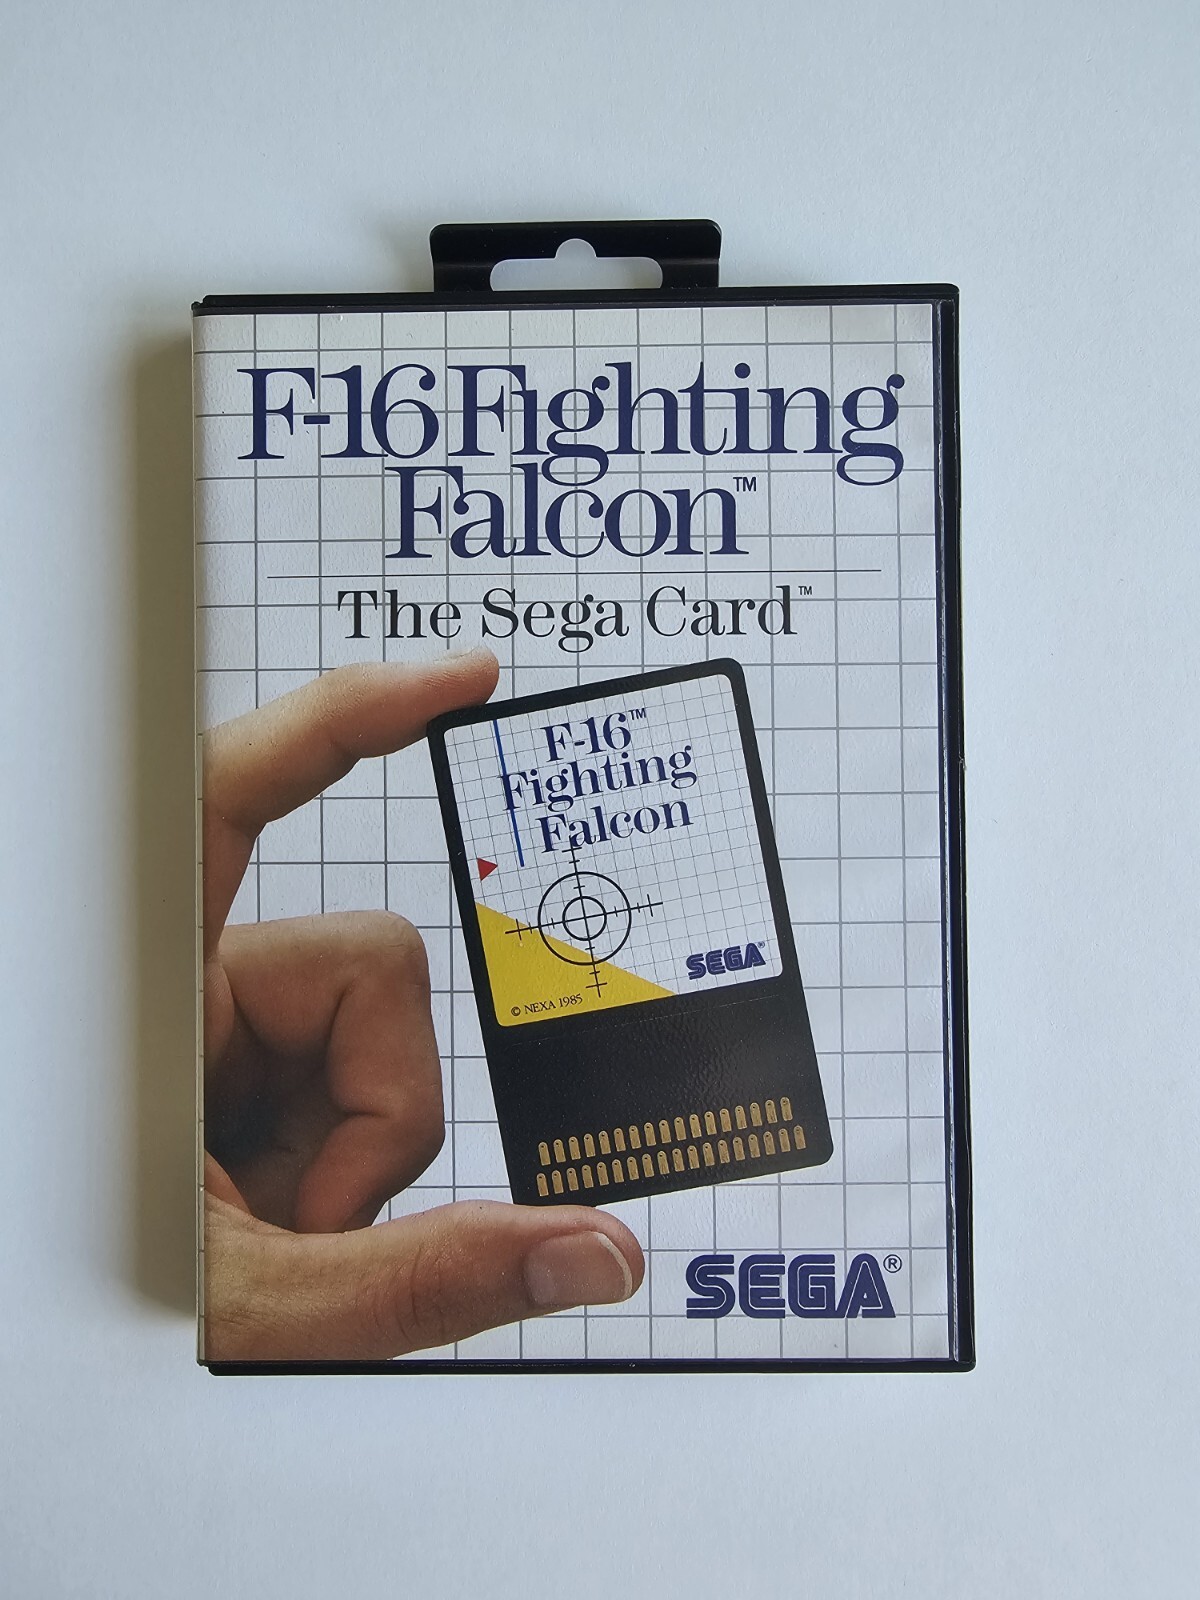 F-16 Fighting
Falcon™
The Sega Card™
F-16™
Fighting
Falcon
SEGA®
© NEXA 1985
SEGA®